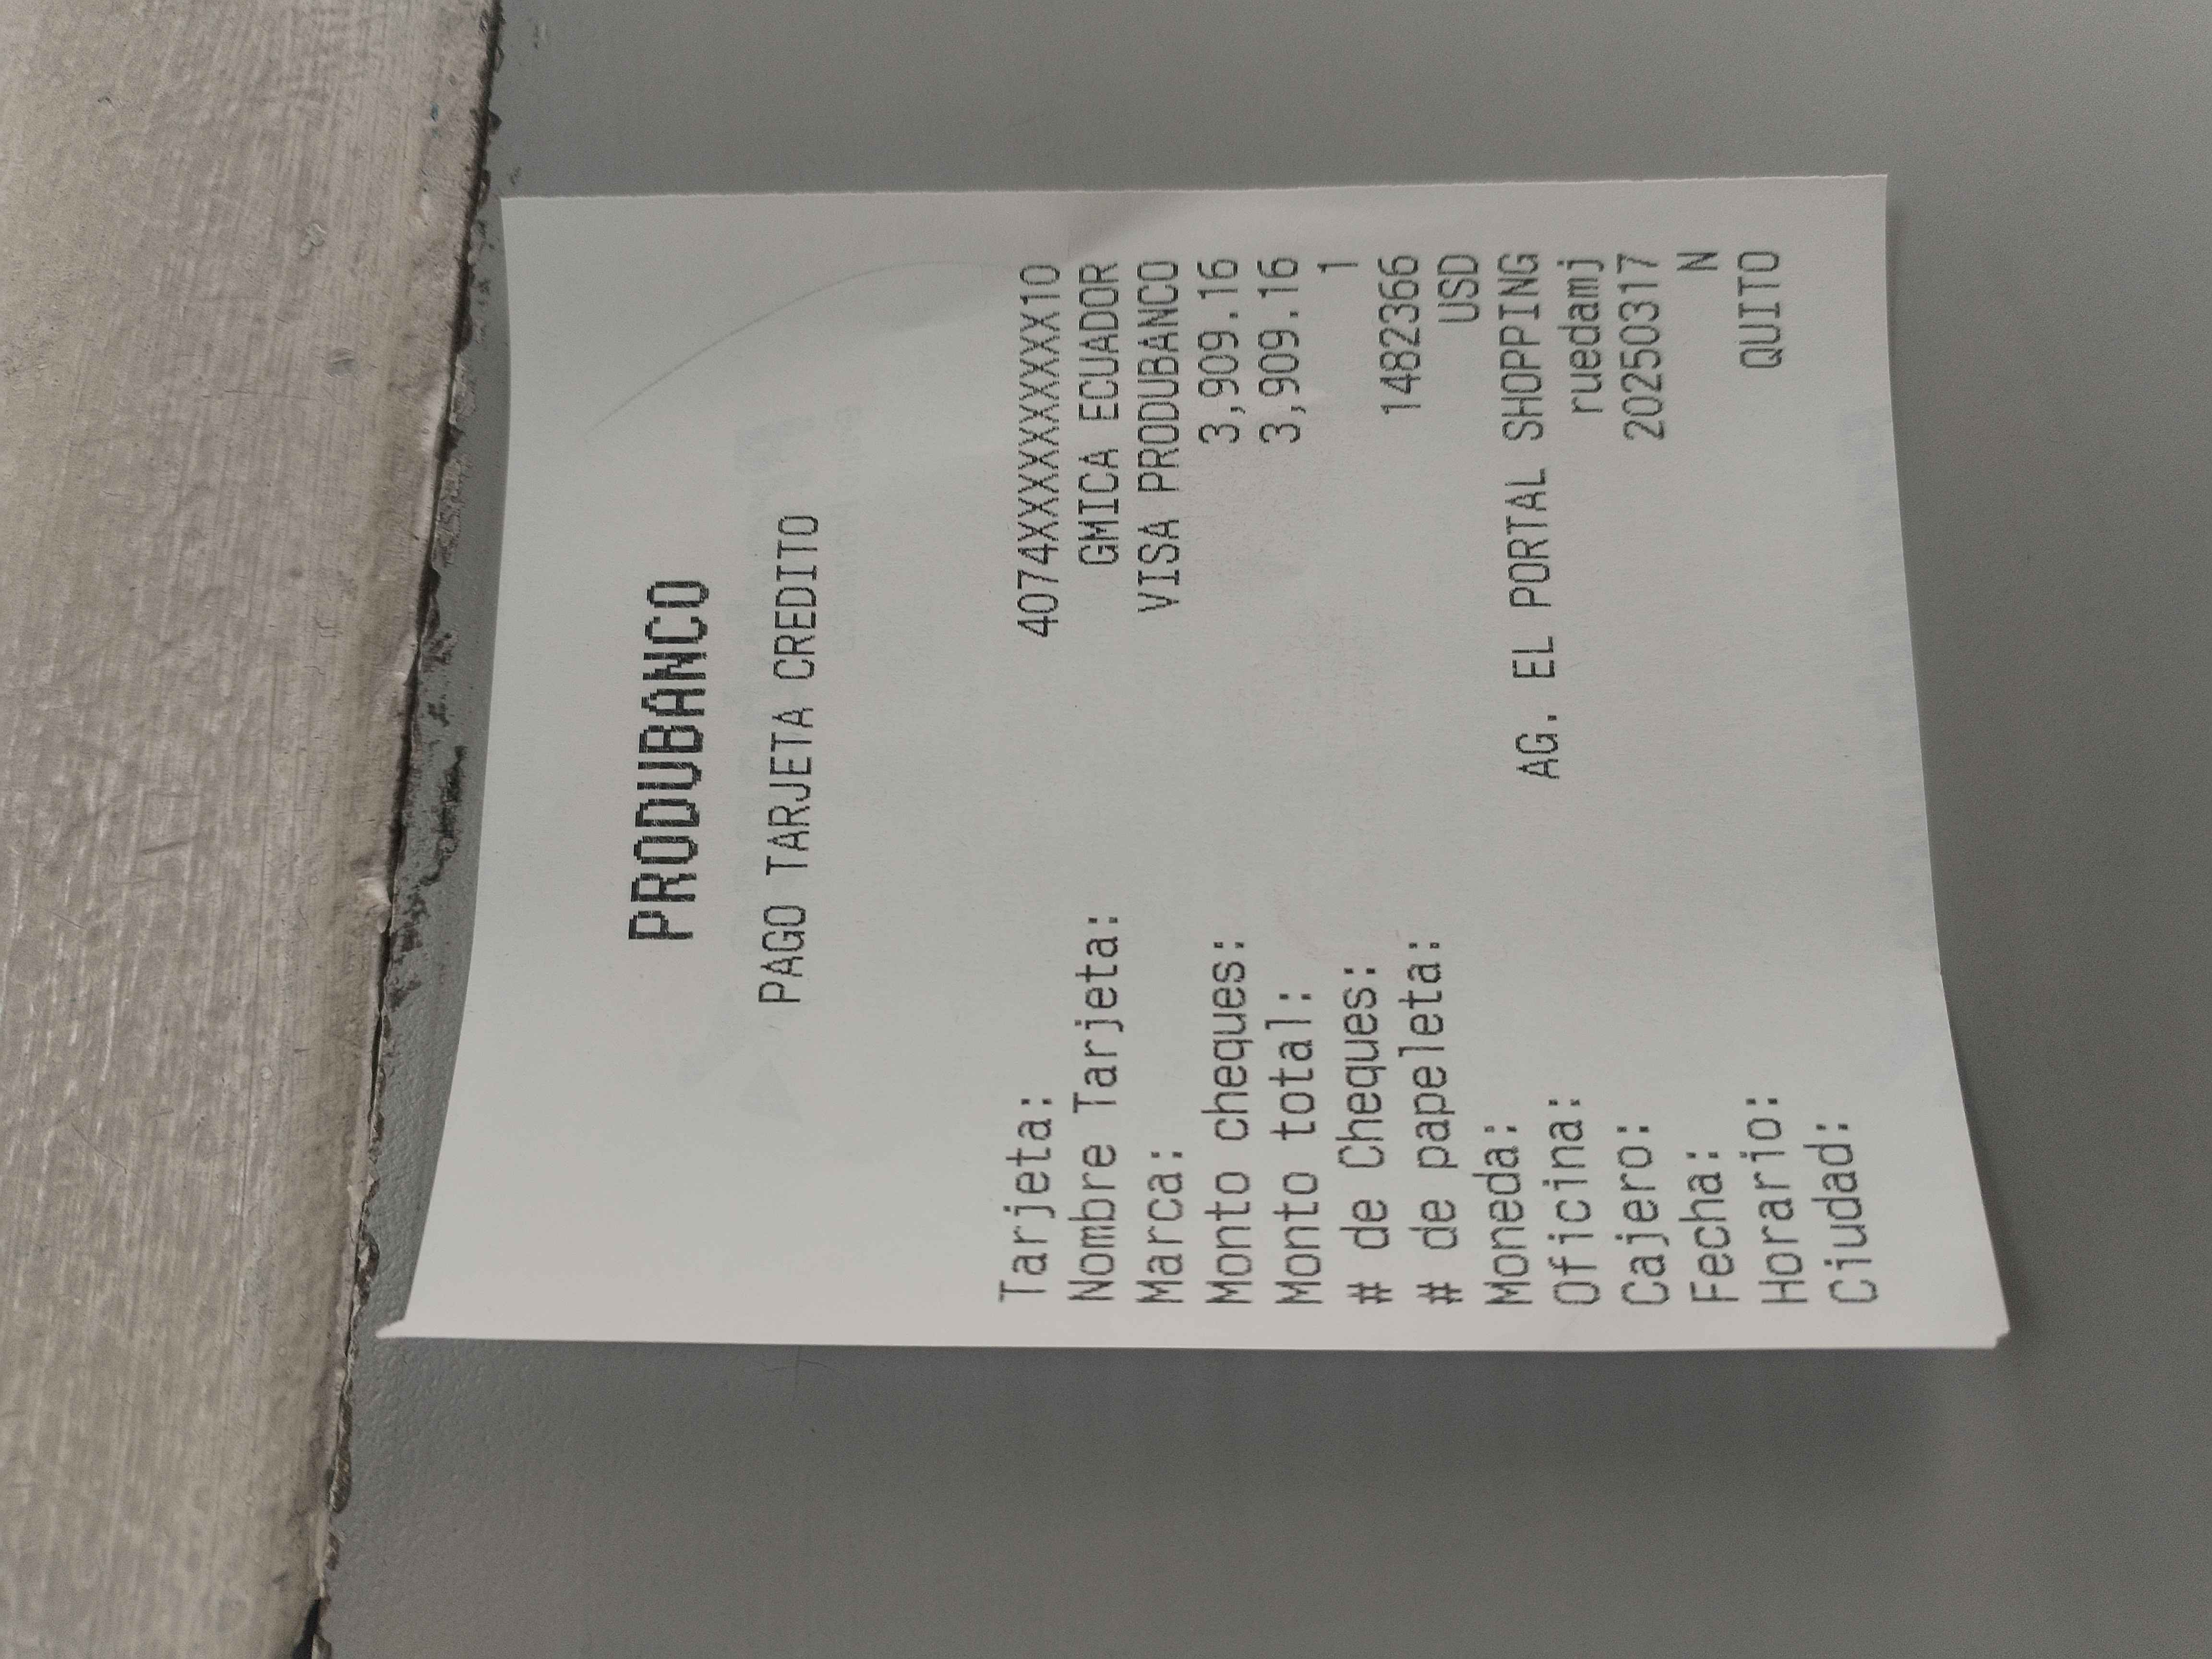 PRODUBANCO
PAGO TARJETA CREDITO
Tarjeta: 4074XXXXXXXXXX10
Nombre Tarjeta: GMICA ECUADOR
Marca: VISA PRODUBANCO
Monto cheques: 3,909.16
Monto total: 3,909.16
# de Cheques: 1
# de papeleta: 1482366
Moneda: USD
Oficina: AG. EL PORTAL SHOPPING
Cajero: ruedamj
Fecha: 20250317
Horario: N
Ciudad: QUITO